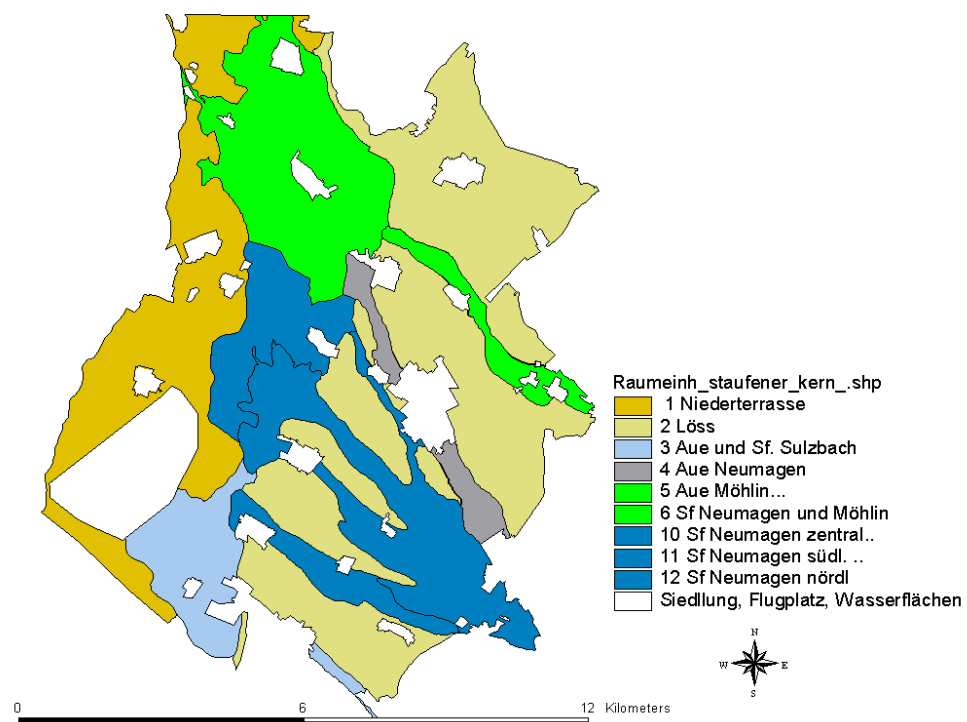 Raumeinh_staufener_kern_.shp
1 Niederterrasse
2 Löss
3 Aue und Sf. Sulzbach
4 Aue Neumagen
5 Aue Möhlin...
6 Sf Neumagen und Möhlin
10 Sf Neumagen zentral..
11 Sf Neumagen südl. ..
12 Sf Neumagen nördl
Siedllung, Flugplatz, Wasserflächen
N
W E
S
0 6 12 Kilometers